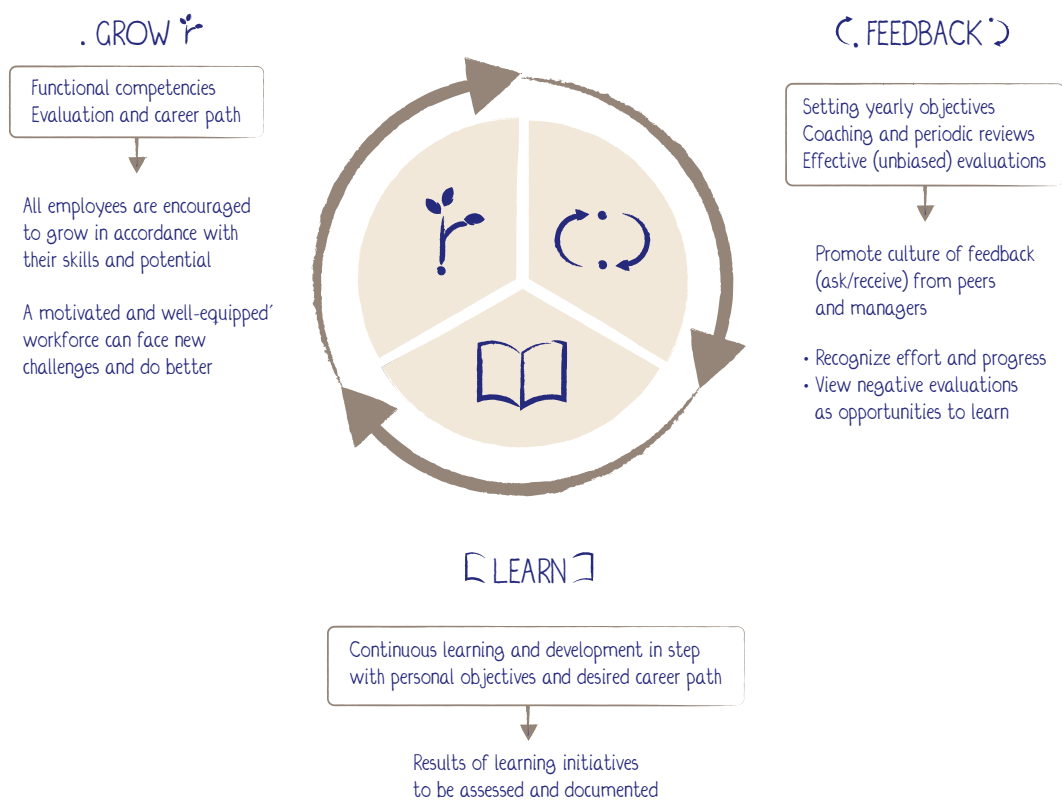 . GROW
Functional competencies
Evaluation and career path
All employees are encouraged
to grow in accordance with
their skills and potential
A motivated and well-equipped´
workforce can face new
challenges and do better
FEEDBACK
Setting yearly objectives
Coaching and periodic reviews
Effective (unbiased) evaluations
Promote culture of feedback
(ask/receive) from peers
and managers
• Recognize effort and progress
• View negative evaluations
as opportunities to learn
LEARN
Continuous learning and development in step
with personal objectives and desired career path
Results of learning initiatives
to be assessed and documented